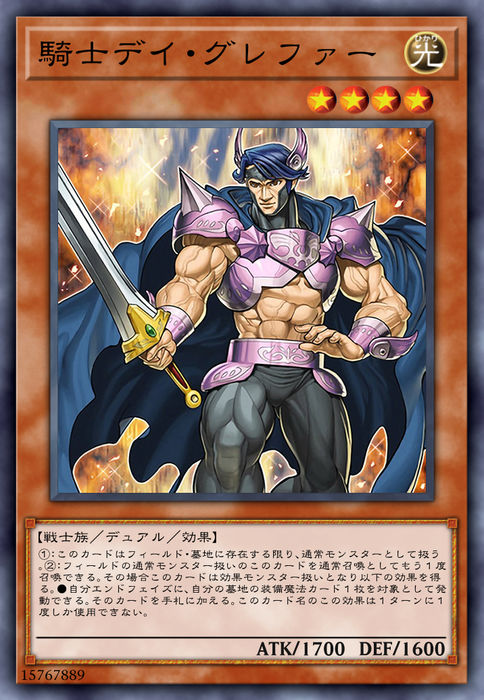 騎士デイ・グレファー
ひかり
光
【戦士族／デュアル／効果】
①:このカードはフィールド・墓地に存在する限り、通常モンスターとして扱う
。②:フィールドの通常モンスター扱いのこのカードを通常召喚としてもう１度
召喚できる。その場合このカードは効果モンスター扱いとなり以下の効果を得
る。●自分エンドフェイズに、自分の墓地の装備魔法カード１枚を対象として発
動できる。そのカードを手札に加える。このカード名のこの効果は１ターンに１
度しか使用できない。
ATK/1700 DEF/1600
15767889